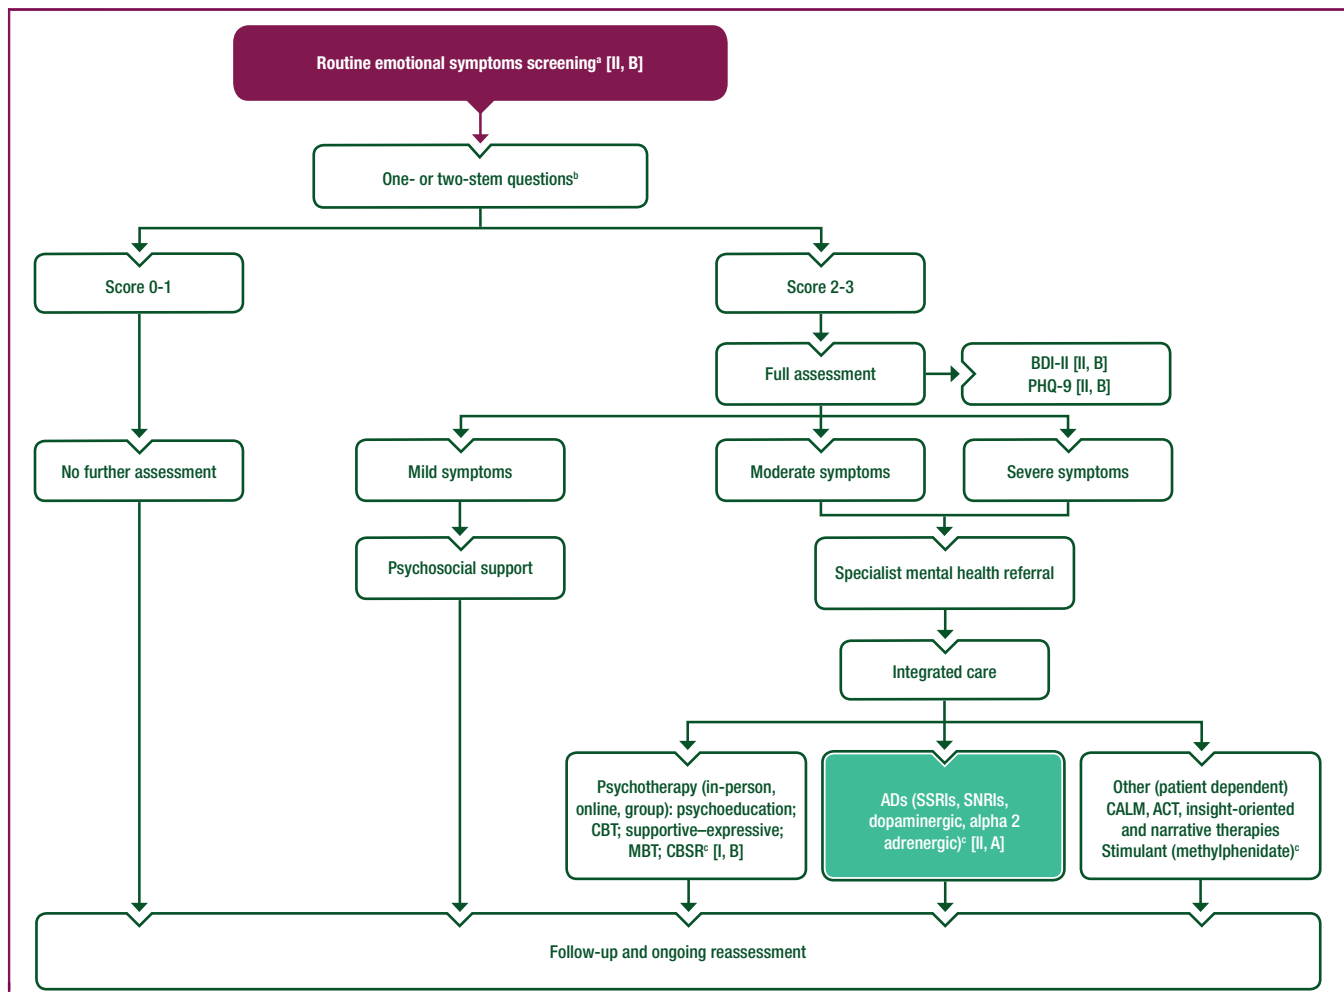 Routine emotional symptoms screeningᵃ [II, B]
One- or two-stem questionsᵇ
Score 0-1
Score 2-3
Full assessment
BDI-II [II, B]
PHQ-9 [II, B]
No further assessment
Mild symptoms
Moderate symptoms
Severe symptoms
Psychosocial support
Specialist mental health referral
Integrated care
Psychotherapy (in-person,
online, group): psychoeducation;
CBT; supportive–expressive;
MBT; CBSRᶜ [I, B]
ADs (SSRIs, SNRIs,
dopaminergic, alpha 2
adrenergic)ᶜ [II, A]
Other (patient dependent)
CALM, ACT, insight-oriented
and narrative therapies
Stimulant (methylphenidate)ᶜ
Follow-up and ongoing reassessment